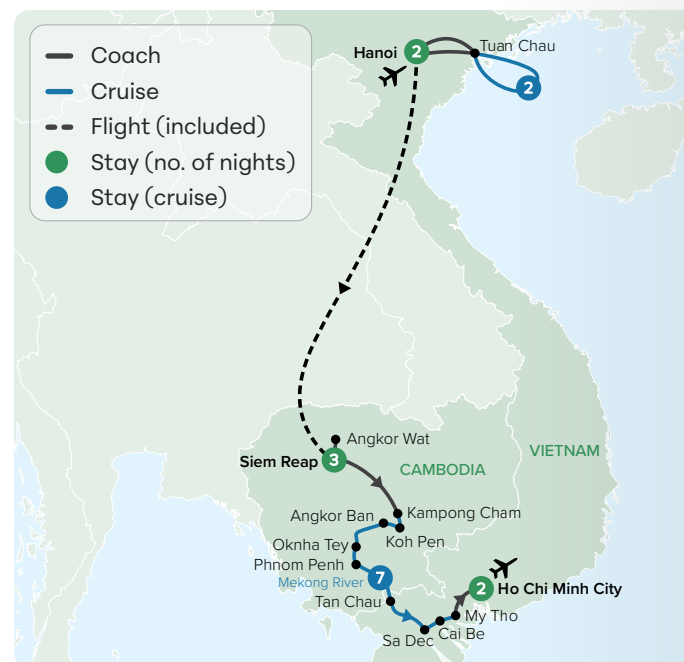 Coach
Cruise
Flight (included)
Stay (no. of nights)
Stay (cruise)
Hanoi
2
Tuan Chau
2
Angkor Wat
Siem Reap
3
CAMBODIA
VIETNAM
Kampong Cham
Angkor Ban
Koh Pen
Oknha Tey
Phnom Penh
Mekong River
7
2
Ho Chi Minh City
Tan Chau
My Tho
Cai Be
Sa Dec